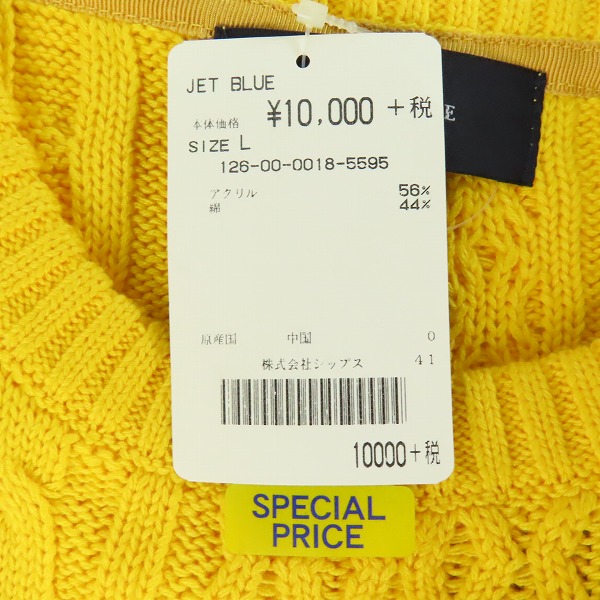 JET BLUE
本体価格 ¥10,000 +税
SIZE L
126-00-0018-5595
アクリル 56%
綿 44%
原産国 中国 0
株式会社シップス 41
10000+税
SPECIAL
PRICE